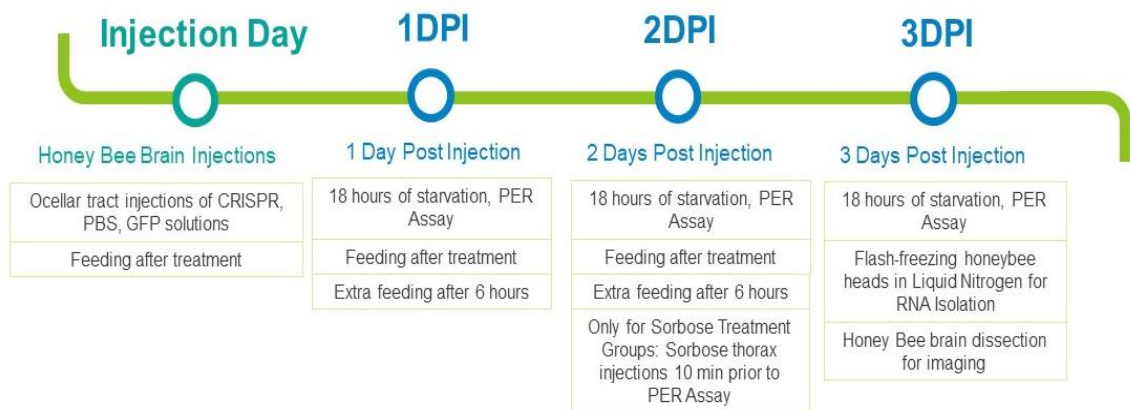 Injection Day
1DPI
2DPI
3DPI
Honey Bee Brain Injections
Ocellar tract injections of CRISPR,
PBS, GFP solutions
Feeding after treatment
1 Day Post Injection
18 hours of starvation, PER
Assay
Feeding after treatment
Extra feeding after 6 hours
2 Days Post Injection
18 hours of starvation, PER
Assay
Feeding after treatment
Extra feeding after 6 hours
Only for Sorbose Treatment
Groups: Sorbose thorax
injections 10 min prior to
PER Assay
3 Days Post Injection
18 hours of starvation, PER
Assay
Flash-freezing honeybee
heads in Liquid Nitrogen for
RNA Isolation
Honey Bee brain dissection
for imaging